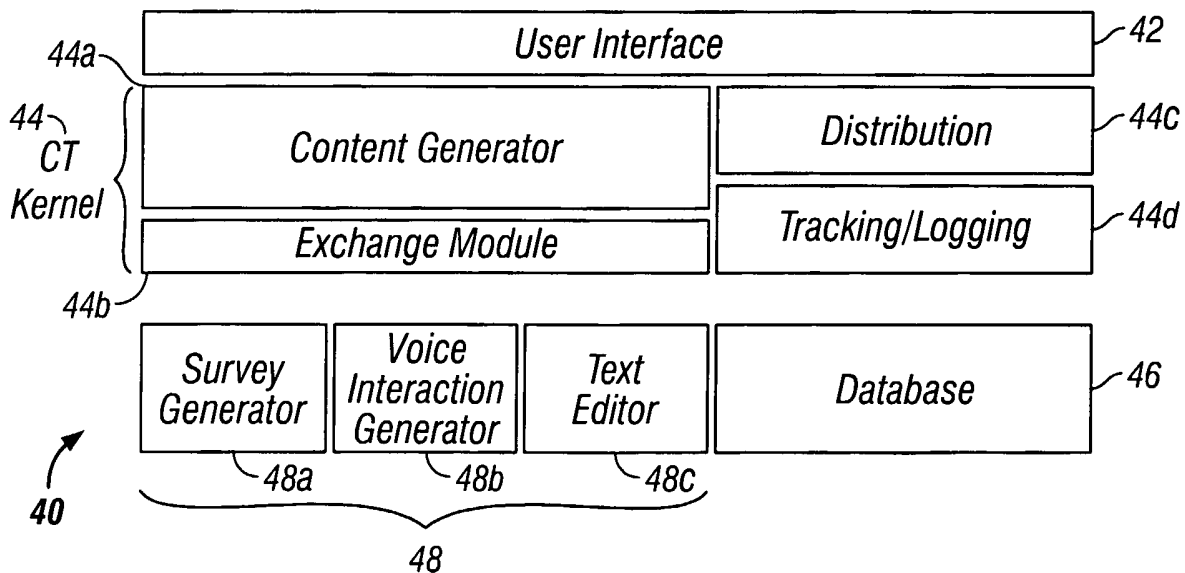 User Interface
42
44a
44
CT
Kernel
Content Generator
Distribution
44c
Exchange Module
Tracking/Logging
44d
44b
Survey
Generator
Voice
Interaction
Generator
Text
Editor
Database
46
48a
48b
48c
40
48